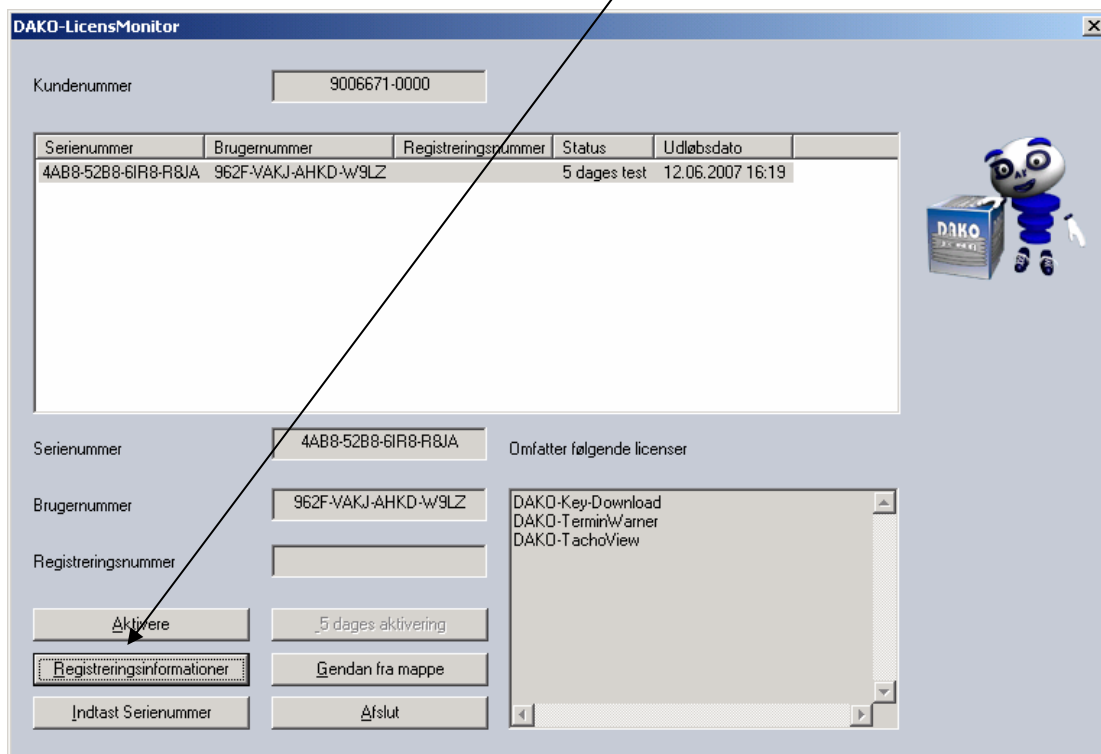 DAKO-LicensMonitor
Kundenummer 9006671-0000
Serienummer Brugernummer Registreringsnummer Status Udløbsdato
4AB8-52B8-6IR8-R8JA 962F-VAKJ-AHKD-W9LZ 5 dages test 12.06.2007 16:19
DAKO
Serienummer 4AB8-52B8-6IR8-R8JA Omfatter følgende licenser
Brugernummer 962F-VAKJ-AHKD-W9LZ
DAKO-Key-Download
DAKO-TerminWarner
DAKO-TachoView
Registreringsnummer
Aktivere 5 dages aktivering
Registreringsinformationer Gendan fra mappe
Indtast Serienummer Afslut